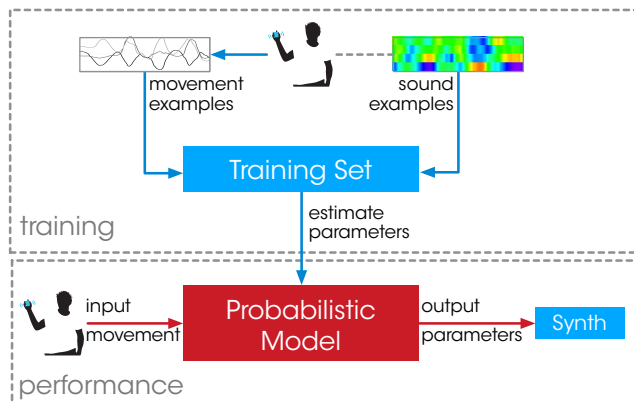 movement
examples
sound
examples
Training Set
estimate
parameters
training
input
movement
Probabilistic
Model
output
parameters
Synth
performance